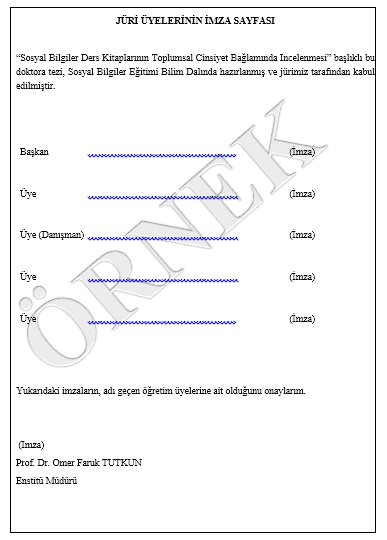 JÜRİ ÜYELERİNİN İMZA SAYFASI
“Sosyal Bilgiler Ders Kitaplarının Toplumsal Cinsiyet Bağlamında Incelenmesi” başlıklı bu
doktora tezi, Sosyal Bilgiler Eğitimi Bilim Dalında hazırlanmış ve jürimiz tarafından kabul
edilmiştir.
Başkan (İmza)
Üye (İmza)
Üye (Danışman) (İmza)
Üye (İmza)
Üye (İmza)
ÖRNEK
Yukarıdaki imzaların, adı geçen öğretim üyelerine ait olduğunu onaylarım.
(Imza)
Prof. Dr. Omer Faruk TUTKUN
Enstitü Müdürü